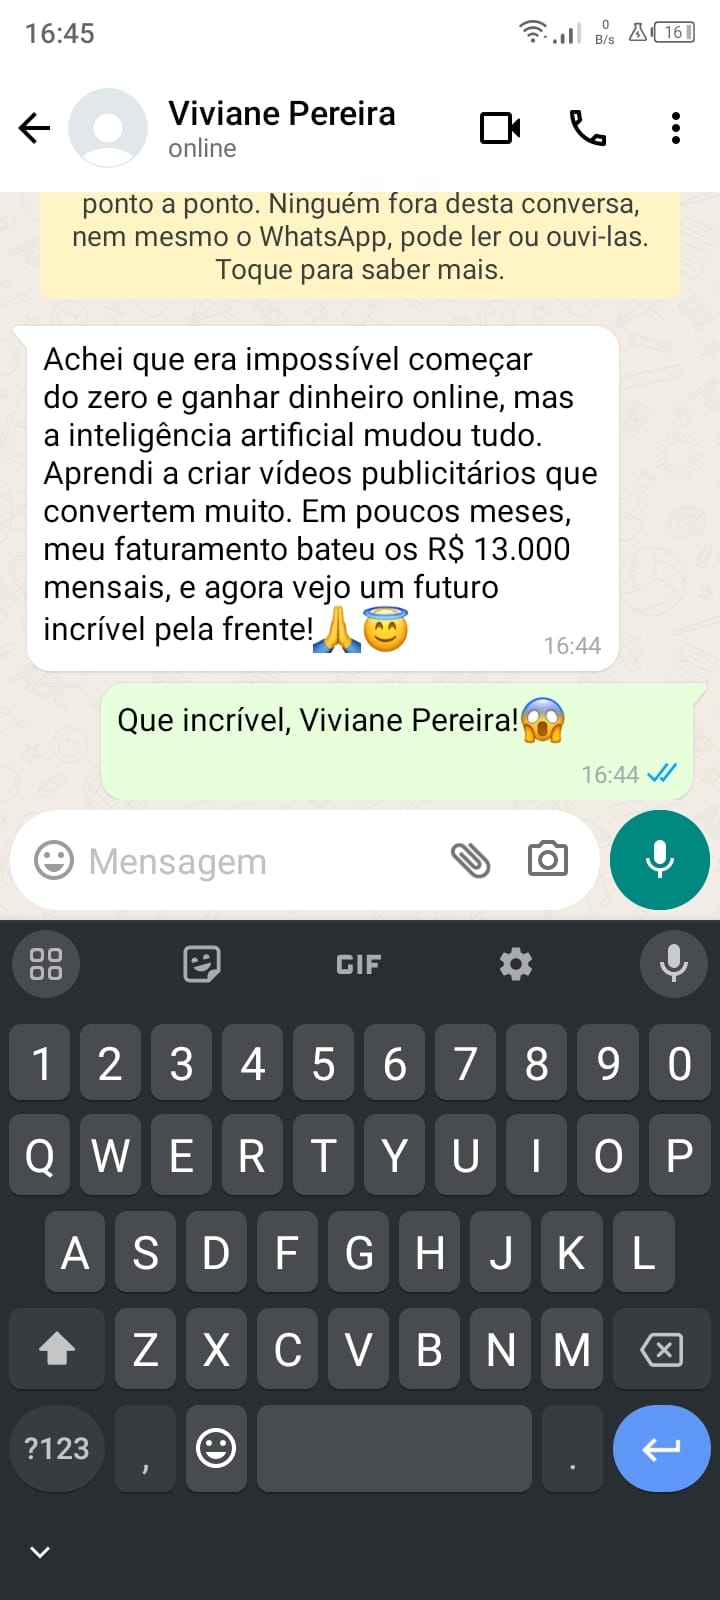 16:45
0
B/s
16
Viviane Pereira
online
ponto a ponto. Ninguém fora desta conversa,
nem mesmo o WhatsApp, pode ler ou ouvi-las.
Toque para saber mais.
Achei que era impossível começar
do zero e ganhar dinheiro online, mas
a inteligência artificial mudou tudo.
Aprendi a criar vídeos publicitários que
convertem muito. Em poucos meses,
meu faturamento bateu os R$ 13.000
mensais, e agora vejo um futuro
incrível pela frente!🙏😇
16:44
Que incrível, Viviane Pereira!😱
16:44
Mensagem
GIF
1 2 3 4 5 6 7 8 9 0
Q W E R T Y U I O P
A S D F G H J K L
Z X C V B N M
?123 , .